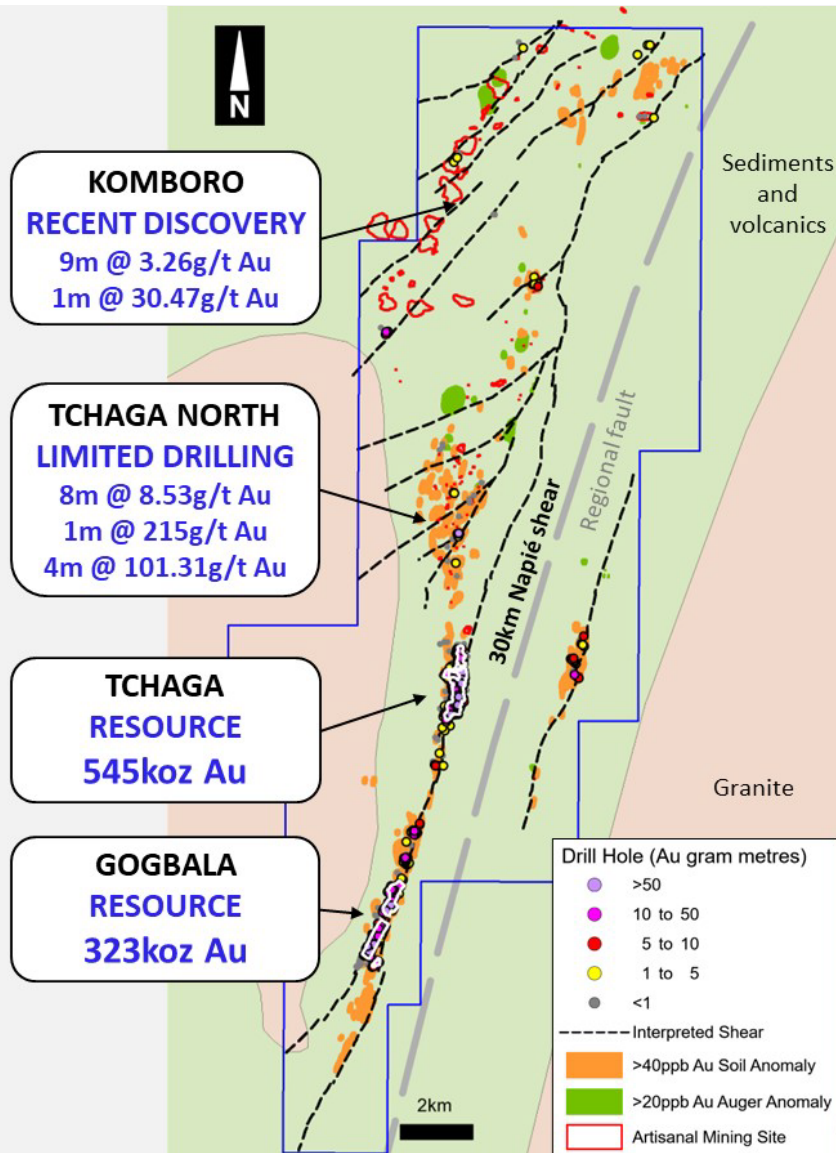 N
KOMBORO
RECENT DISCOVERY
9m @ 3.26g/t Au
1m @ 30.47g/t Au
TCHAGA NORTH
LIMITED DRILLING
8m @ 8.53g/t Au
1m @ 215g/t Au
4m @ 101.31g/t Au
TCHAGA
RESOURCE
545koz Au
GOGBALA
RESOURCE
323koz Au
Sediments
and
volcanics
Regional fault
30km Napié shear
Granite
2km
Drill Hole (Au gram metres)
>50
10 to 50
5 to 10
1 to 5
<1
Interpreted Shear
>40ppb Au Soil Anomaly
>20ppb Au Auger Anomaly
Artisanal Mining Site